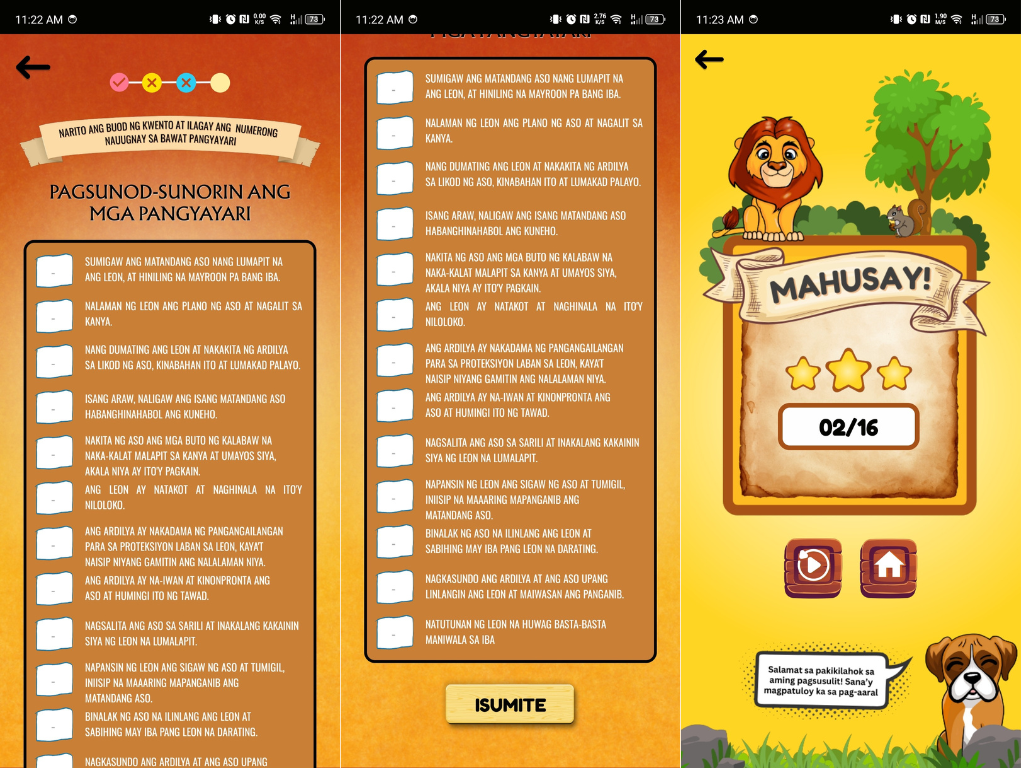 11:22 AM
0.00 K/S
73
NARITO ANG BUOD NG KWENTO AT ILAGAY ANG NUMERONG
NAUUGNAY SA BAWAT PANGYAYARI
PAGSUNOD-SUNORIN ANG
MGA PANGYAYARI
SUMIGAW ANG MATANDANG ASO NANG LUMAPIT NA
ANG LEON, AT HINILING NA MAYROON PA BANG IBA.
NALAMAN NG LEON ANG PLANO NG ASO AT NAGALIT SA
KANYA.
NANG DUMATING ANG LEON AT NAKAKITA NG ARDILYA
SA LIKOD NG ASO, KINABAHAN ITO AT LUMAKAD PALAYO.
ISANG ARAW, NALIGAW ANG ISANG MATANDANG ASO
HABANGHINAHABOL ANG KUNEHO.
NAKITA NG ASO ANG MGA BUTO NG KALABAW NA
NAKA-KALAT MALAPIT SA KANYA AT UMAYOS SIYA,
AKALA NIYA AY ITO'Y PAGKAIN.
ANG LEON AY NATAKOT AT NAGHINALA NA ITO'Y
NILOLOKO.
ANG ARDILYA AY NAKADAMA NG PANGANGAILANGAN
PARA SA PROTEKSIYON LABAN SA LEON, KAYA'T
NAISIP NIYANG GAMITIN ANG NALALAMAN NIYA.
ANG ARDILYA AY NA-IWAN AT KINONPRONTA ANG
ASO AT HUMINGI ITO NG TAWAD.
NAGSALITA ANG ASO SA SARILI AT INAKALANG KAKAININ
SIYA NG LEON NA LUMALAPIT.
NAPANSIN NG LEON ANG SIGAW NG ASO AT TUMIGIL,
INIISIP NA MAAARING MAPANGANIB ANG
MATANDANG ASO.
BINALAK NG ASO NA ILINLANG ANG LEON AT
SABIHING MAY IBA PANG LEON NA DARATING.
NAGKASUNDO ANG ARDILYA AT ANG ASO UPANG
11:22 AM
2.76 K/S
73
MGA PANGYAYARI
SUMIGAW ANG MATANDANG ASO NANG LUMAPIT NA
ANG LEON, AT HINILING NA MAYROON PA BANG IBA.
NALAMAN NG LEON ANG PLANO NG ASO AT NAGALIT SA
KANYA.
NANG DUMATING ANG LEON AT NAKAKITA NG ARDILYA
SA LIKOD NG ASO, KINABAHAN ITO AT LUMAKAD PALAYO.
ISANG ARAW, NALIGAW ANG ISANG MATANDANG ASO
HABANGHINAHABOL ANG KUNEHO.
NAKITA NG ASO ANG MGA BUTO NG KALABAW NA
NAKA-KALAT MALAPIT SA KANYA AT UMAYOS SIYA,
AKALA NIYA AY ITO'Y PAGKAIN.
ANG LEON AY NATAKOT AT NAGHINALA NA ITO'Y
NILOLOKO.
ANG ARDILYA AY NAKADAMA NG PANGANGAILANGAN
PARA SA PROTEKSIYON LABAN SA LEON, KAYA'T
NAISIP NIYANG GAMITIN ANG NALALAMAN NIYA.
ANG ARDILYA AY NA-IWAN AT KINONPRONTA ANG
ASO AT HUMINGI ITO NG TAWAD.
NAGSALITA ANG ASO SA SARILI AT INAKALANG KAKAININ
SIYA NG LEON NA LUMALAPIT.
NAPANSIN NG LEON ANG SIGAW NG ASO AT TUMIGIL,
INIISIP NA MAAARING MAPANGANIB ANG
MATANDANG ASO.
BINALAK NG ASO NA ILINLANG ANG LEON AT
SABIHING MAY IBA PANG LEON NA DARATING.
NAGKASUNDO ANG ARDILYA AT ANG ASO UPANG
LINLANGIN ANG LEON AT MAIWASAN ANG PANGANIB.
NATUTUNAN NG LEON NA HUWAG BASTA-BASTA
MANIWALA SA IBA
ISUMITE
11:23 AM
1.90 M/S
73
MAHUSAY!
02/16
Salamat sa pakikilahok sa
aming pagsusulit! Sana'y
magpatuloy ka sa pag-aaral